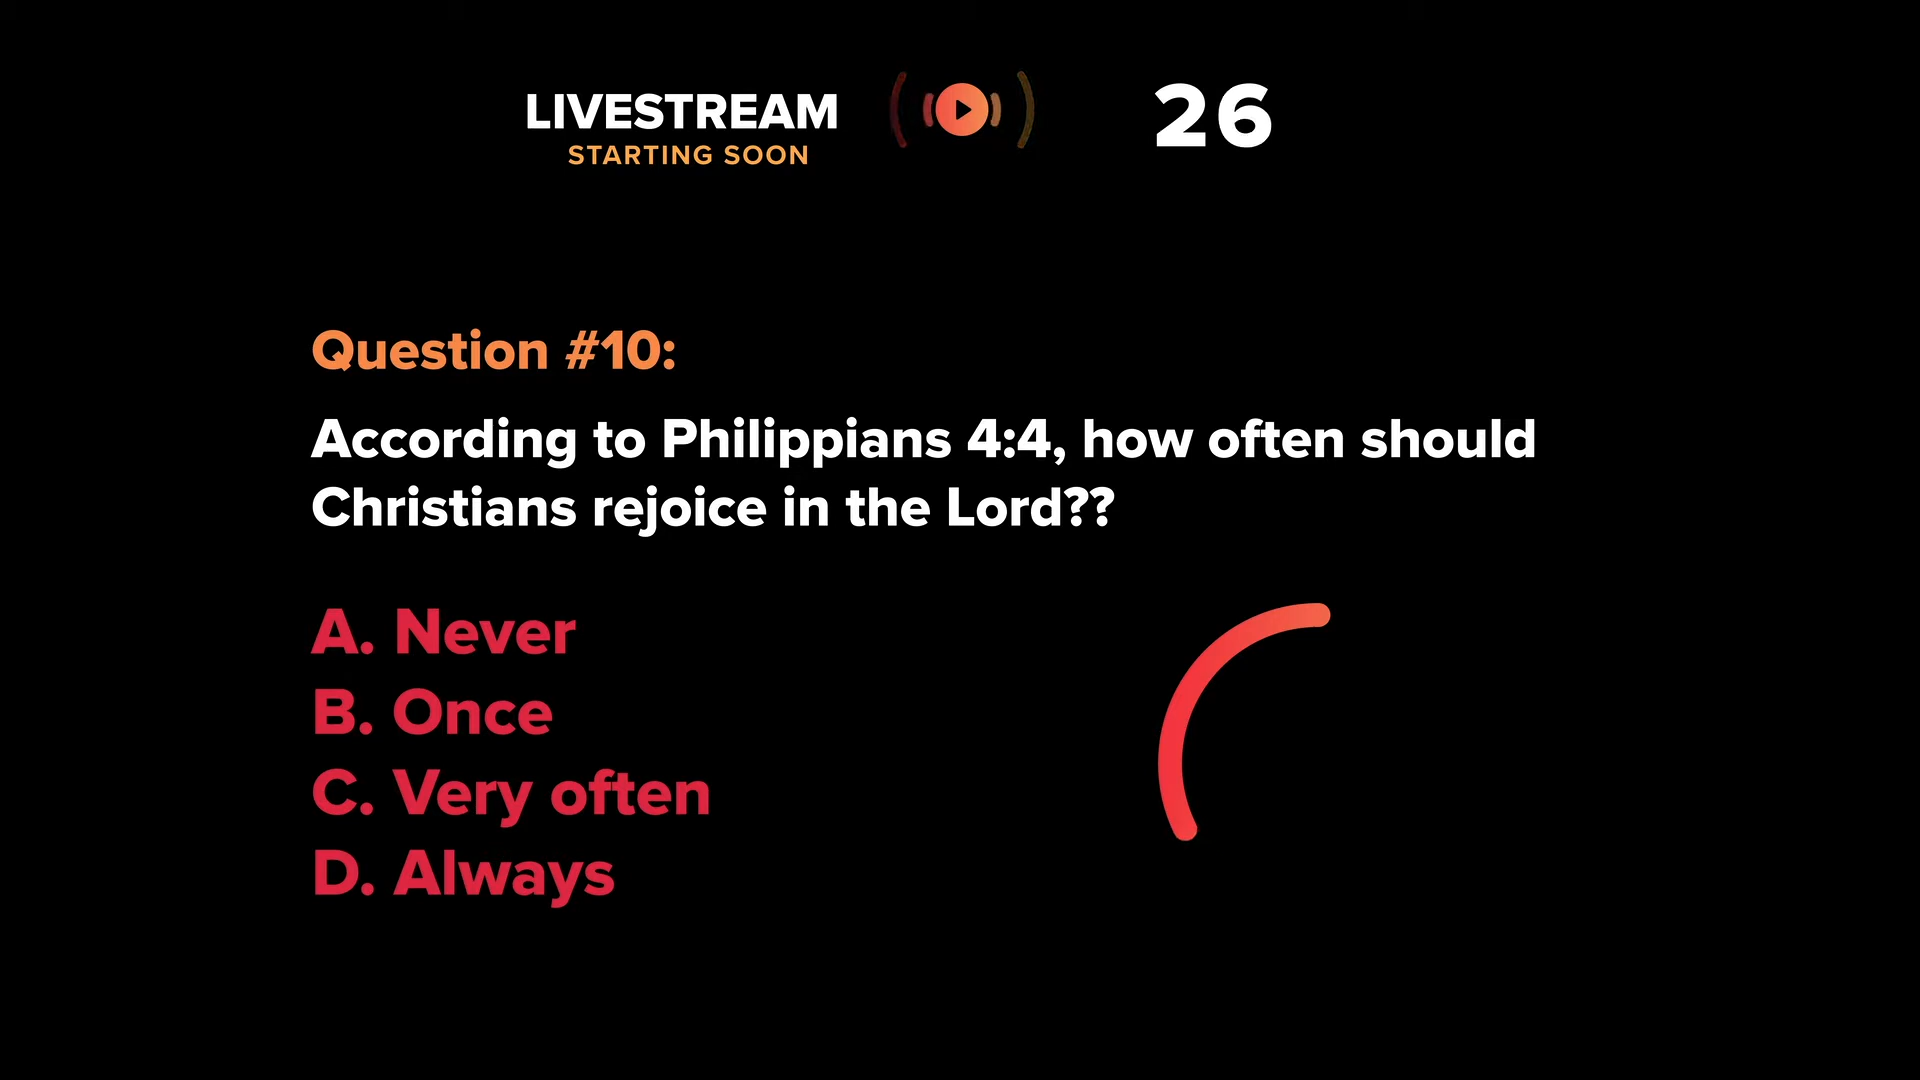 LIVESTREAM
STARTING SOON
26
Question #10:
According to Philippians 4:4, how often should
Christians rejoice in the Lord??
A. Never
B. Once
C. Very often
D. Always